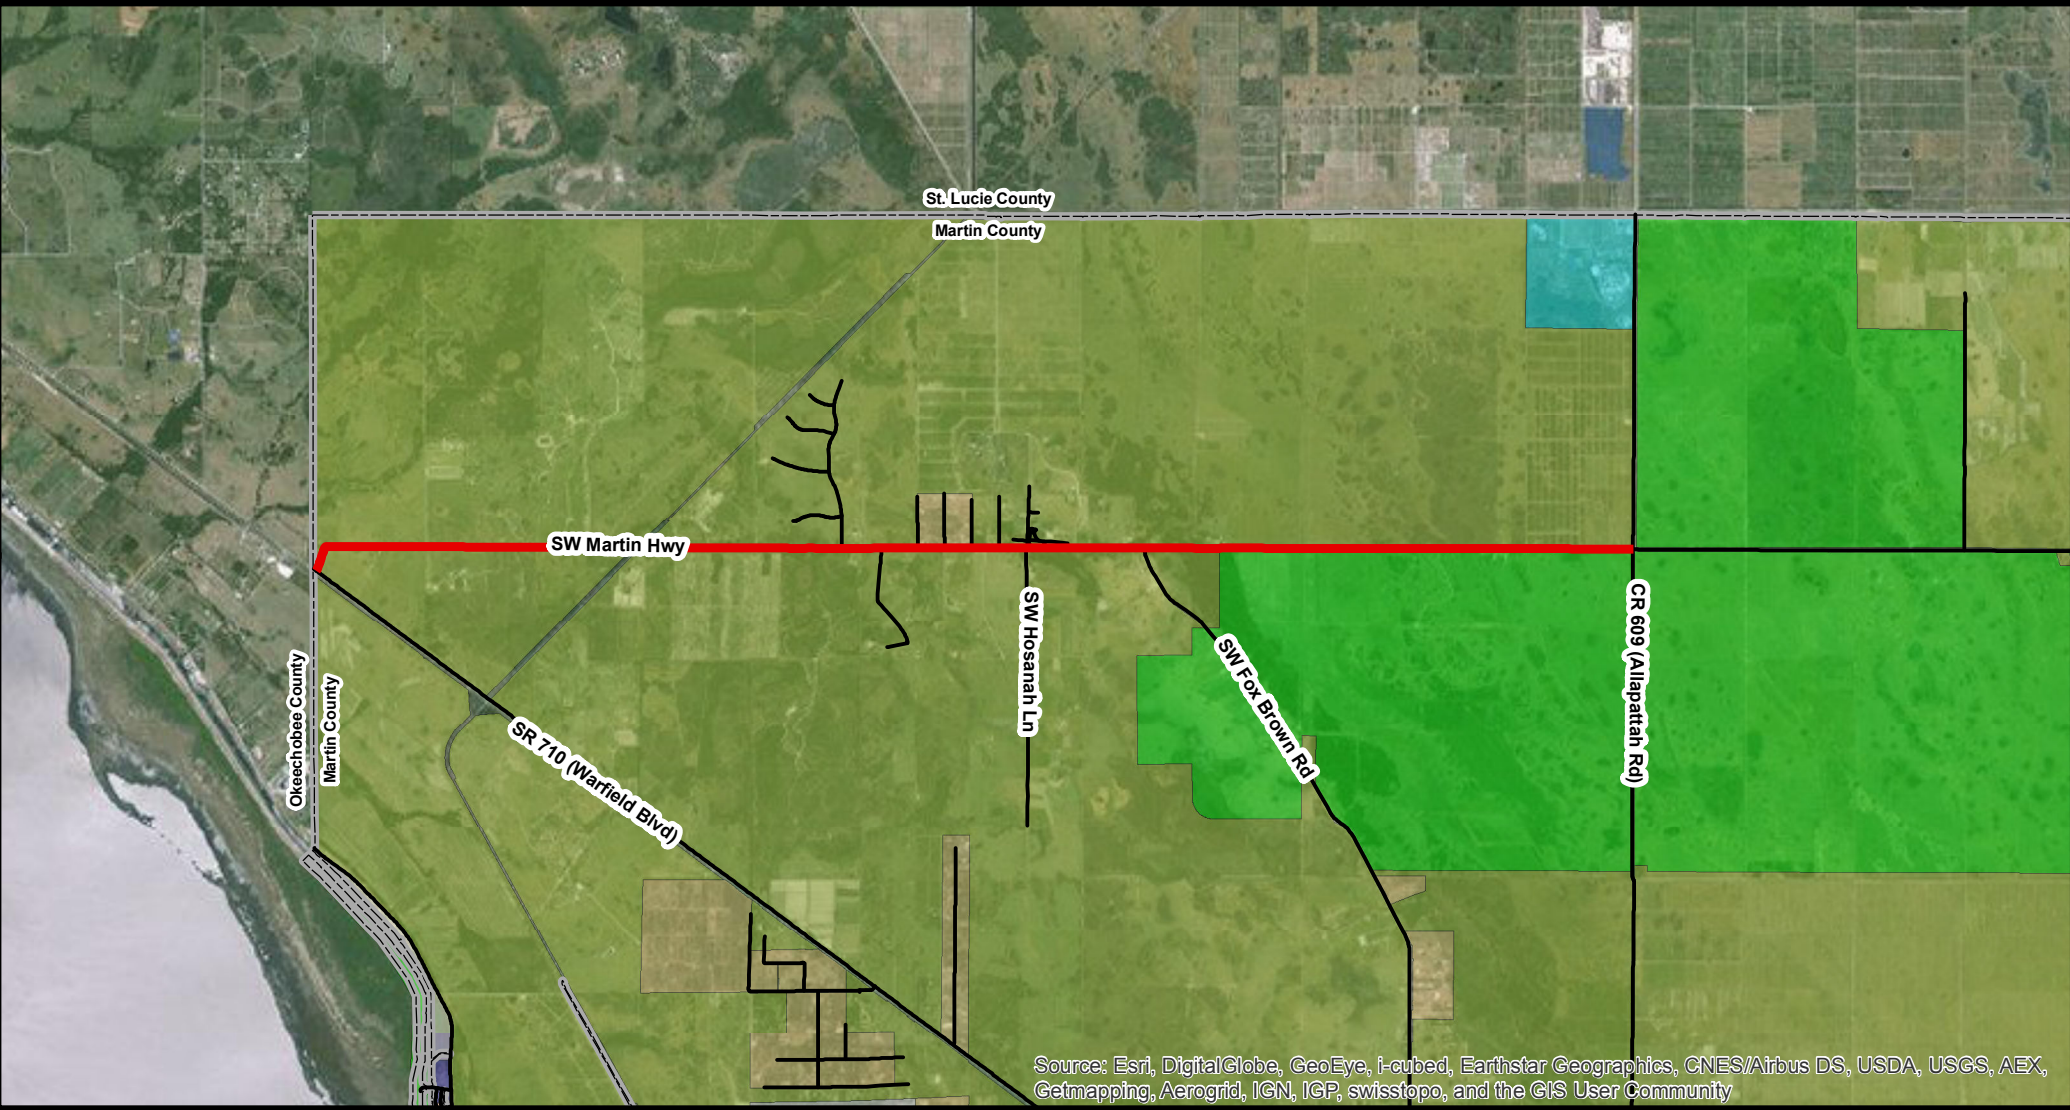 St. Lucie County
Martin County
SW Martin Hwy
SW Hosanah Ln
CR 609 (Allapattah Rd)
SW Fox Brown Rd
Okeechobee County
Martin County
SR 710 (Warfield Blvd)
Source: Esri, DigitalGlobe, GeoEye, i-cubed, Earthstar Geographics, CNES/Airbus DS, USDA, USGS, AEX,
Getmapping, Aerogrid, IGN, IGP, swisstopo, and the GIS User Community